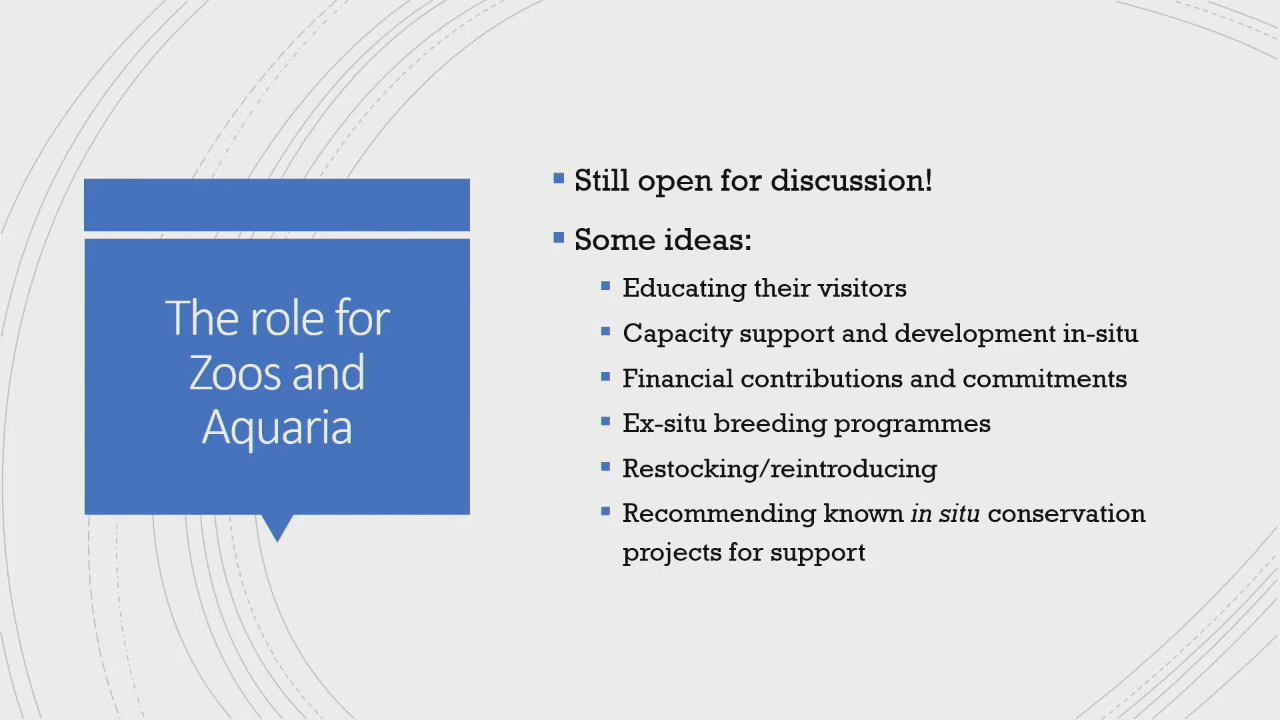 The role for
Zoos and
Aquaria
Still open for discussion!
Some ideas:
Educating their visitors
Capacity support and development in-situ
Financial contributions and commitments
Ex-situ breeding programmes
Restocking/reintroducing
Recommending known in situ conservation
projects for support